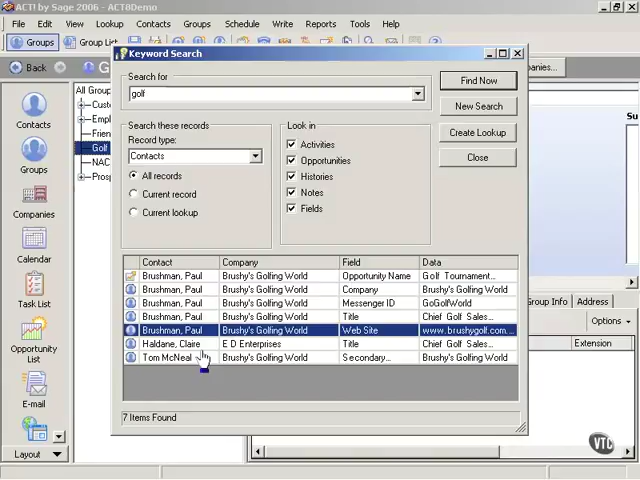 ACT! by Sage 2006 - ACT8Demo
File Edit View Lookup Contacts Groups Schedule Write Reports Tools Help
Groups Group List
Back
Contacts
Groups
Companies
Calendar
Task List
Opportunity
List
E-mail
Layout
All Group
Golf
Keyword Search
Search for
golf
Find Now
New Search
Create Lookup
Close
Search these records
Record type:
Contacts
All records
Current record
Current lookup
Look in
Activities
Opportunities
Histories
Notes
Fields
Contact Company Field Data
Brushman, Paul Brushy's Golfing World Opportunity Name Golf Tournament...
Brushman, Paul Brushy's Golfing World Company Brushy's Golfing World
Brushman, Paul Brushy's Golfing World Messenger ID GoGolfWorld
Brushman, Paul Brushy's Golfing World Title Chief Golf Sales...
Brushman, Paul Brushy's Golfing World Web Site www.brushygolf.com...
Haldane, Claire E D Enterprises Title Chief Golf Sales...
Tom McNeal Brushy's Golfing World Secondary... Brushy's Golfing World
7 Items Found
anies...
Su
roup Info Address
Options
Extension
VTC